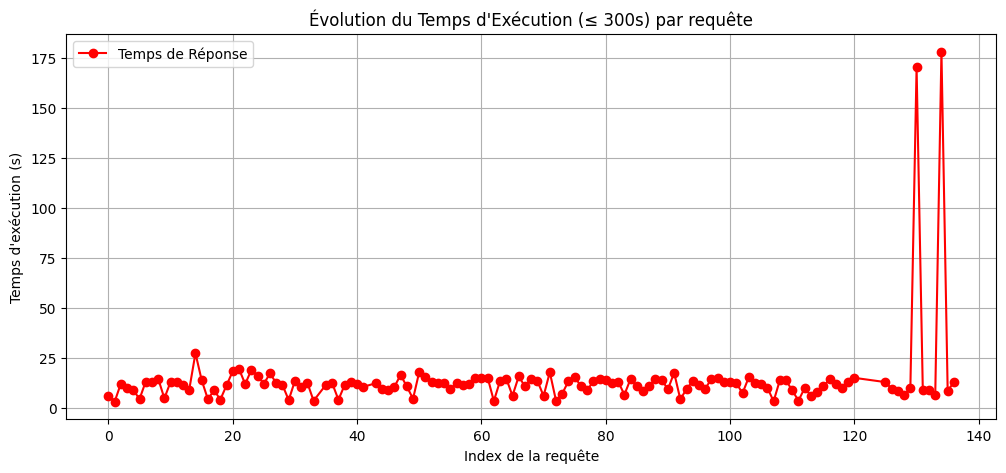 Évolution du Temps d'Exécution (≤ 300s) par requête
Temps de Réponse
Temps d'exécution (s)
175
150
125
100
75
50
25
0
0 20 40 60 80 100 120 140
Index de la requête